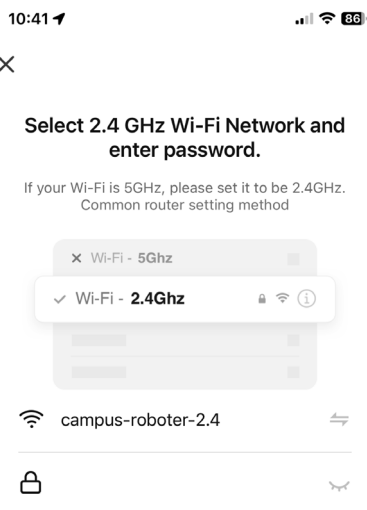 10:41
86
Select 2.4 GHz Wi-Fi Network and
enter password.
If your Wi-Fi is 5GHz, please set it to be 2.4GHz.
Common router setting method
Wi-Fi - 5Ghz
Wi-Fi - 2.4Ghz
campus-roboter-2.4